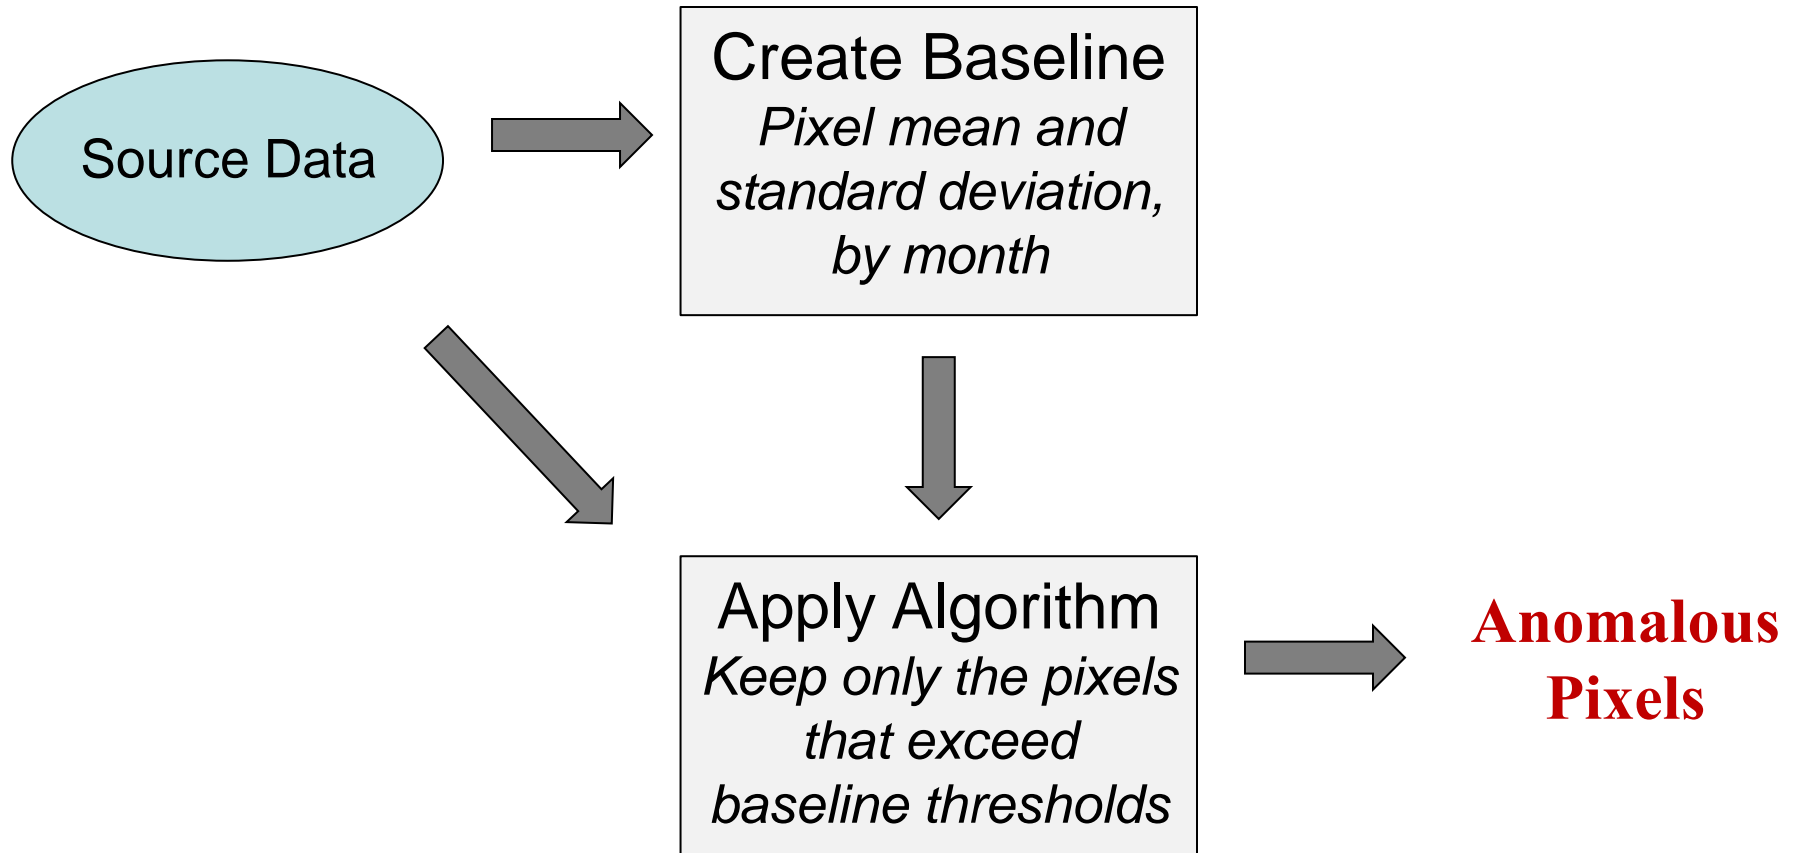 Source Data
Create Baseline
Pixel mean and
standard deviation,
by month
Apply Algorithm
Keep only the pixels
that exceed
baseline thresholds
Anomalous
Pixels